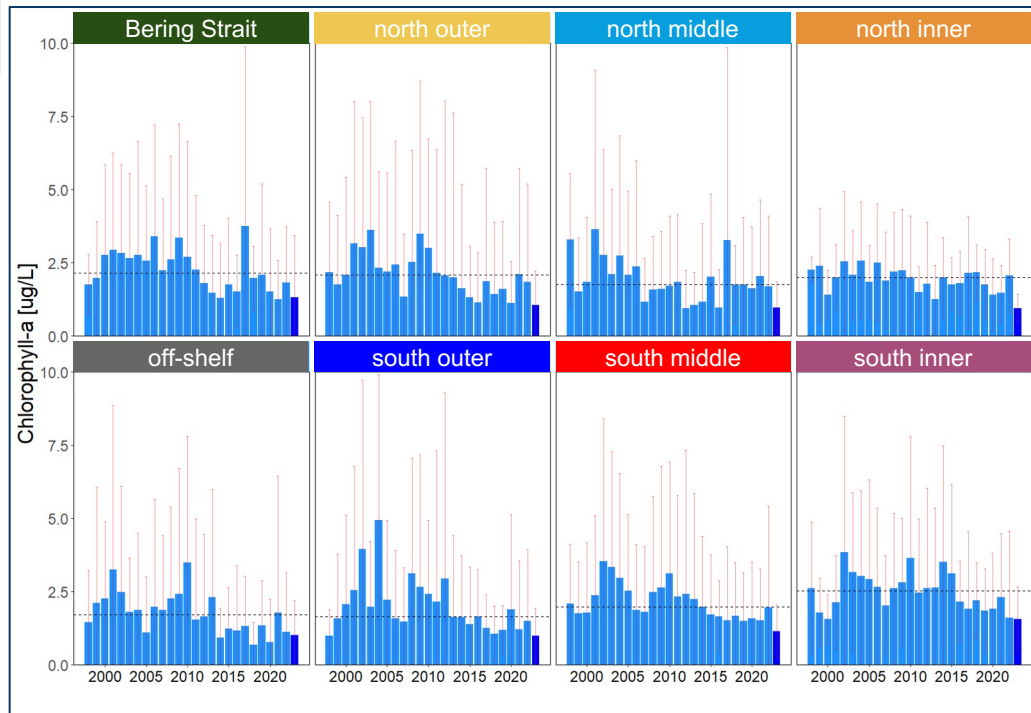 Bering Strait
north outer
north middle
north inner
10.0
7.5
5.0
2.5
0.0
off-shelf
south outer
south middle
south inner
10.0
7.5
5.0
2.5
0.0
Chlorophyll-a [ug/L]
2000 2005 2010 2015 2020
2000 2005 2010 2015 2020
2000 2005 2010 2015 2020
2000 2005 2010 2015 2020